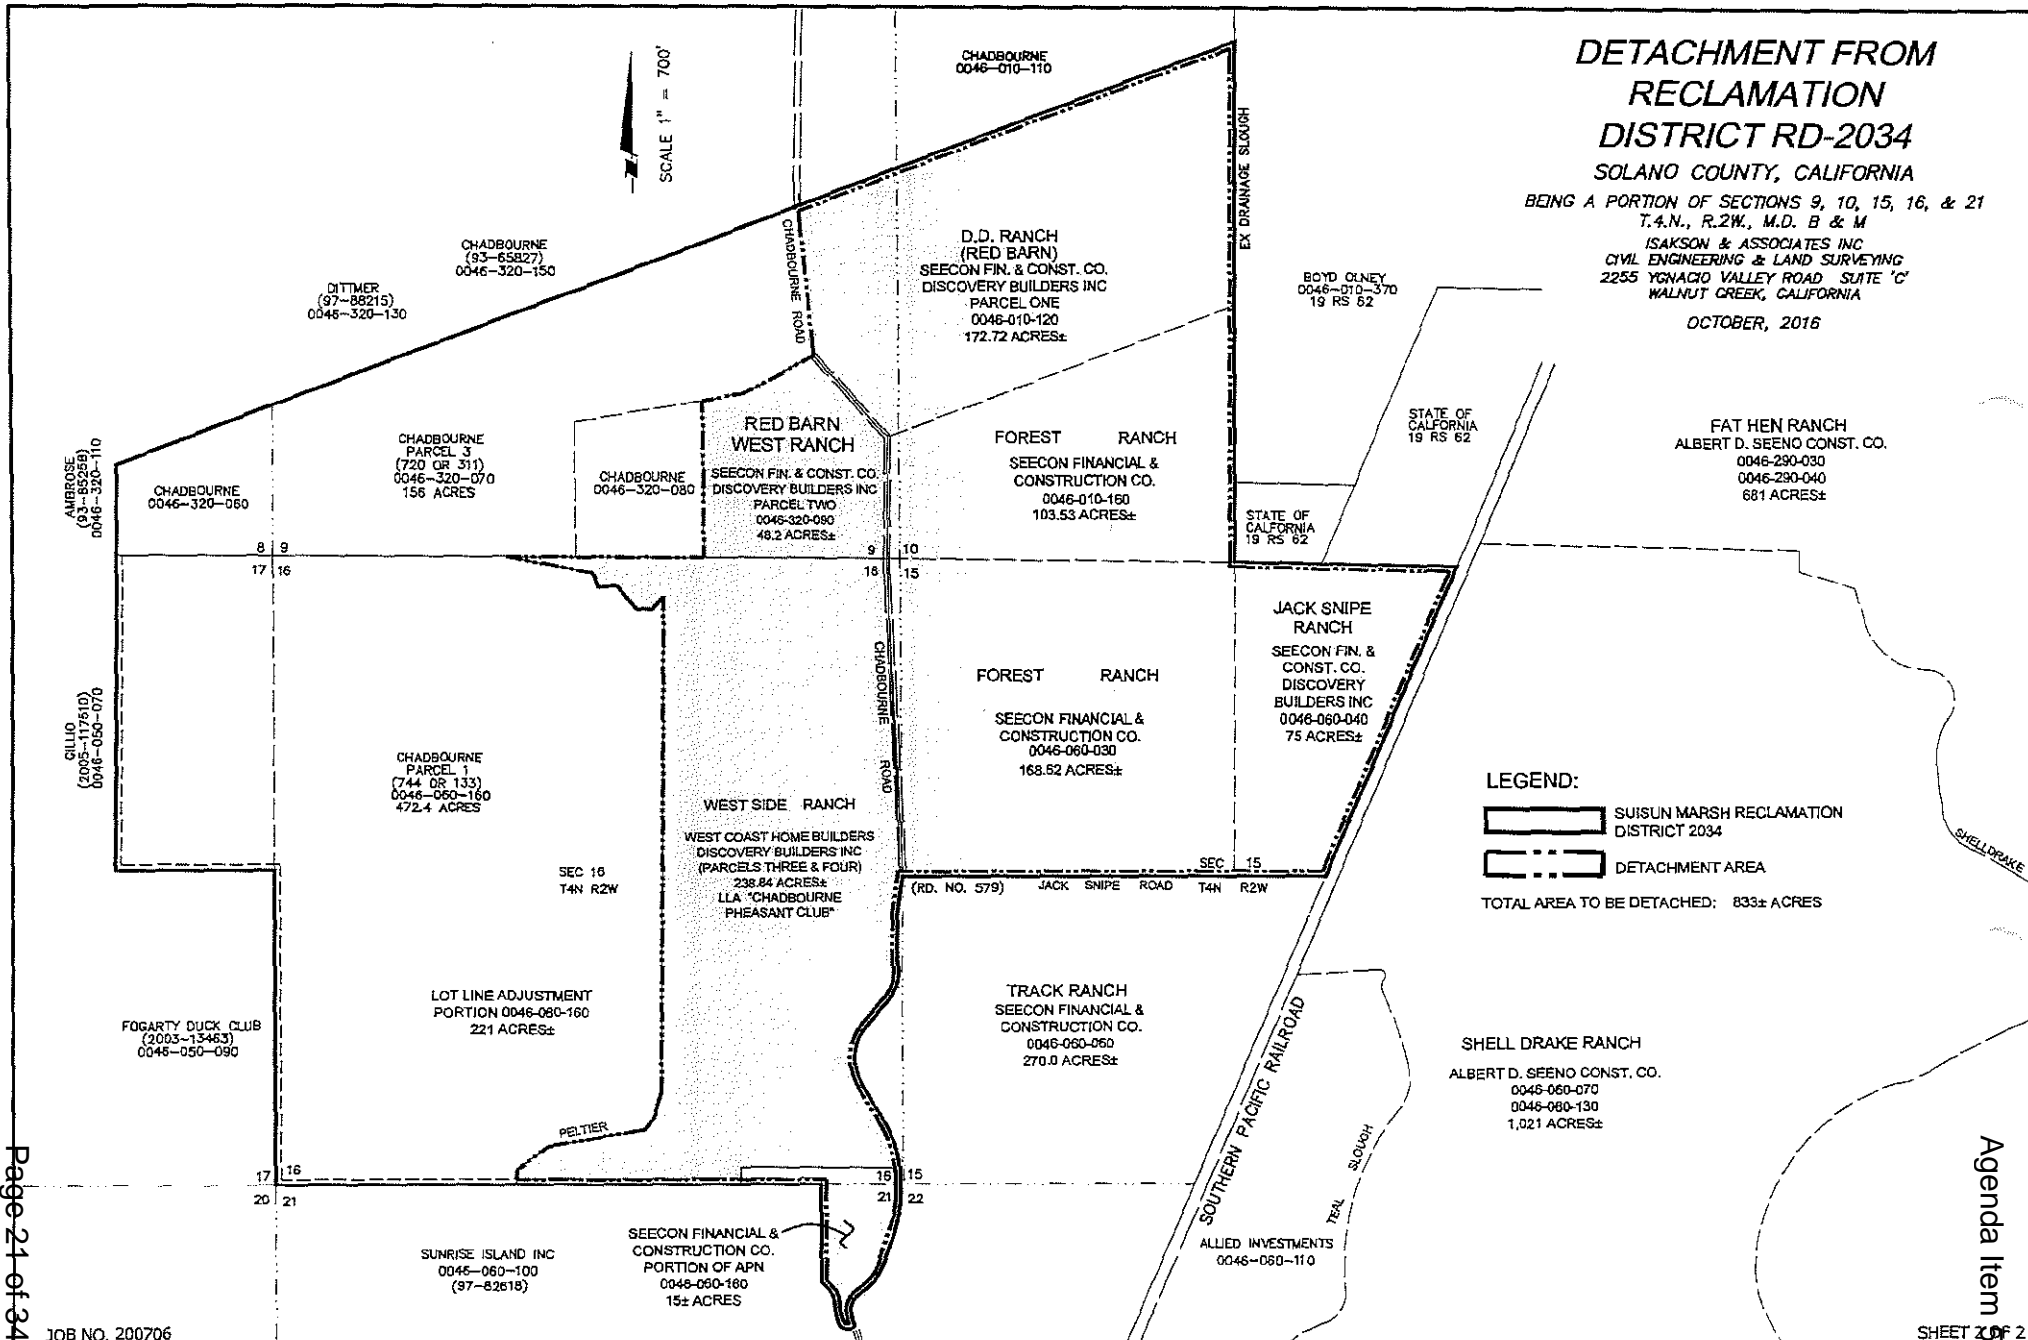 DETACHMENT FROM
RECLAMATION
DISTRICT RD-2034
SOLANO COUNTY, CALIFORNIA
BEING A PORTION OF SECTIONS 9, 10, 15, 16, & 21
T.4.N., R.2.W., M.D. B & M
ISAKSON & ASSOCIATES INC
CIVIL ENGINEERING & LAND SURVEYING
2255 YGNACIO VALLEY ROAD SUITE "C"
WALNUT CREEK, CALIFORNIA
OCTOBER, 2016
SCALE 1" = 700'
CHADBOURNE
0046-010-110
CHADBOURNE
(93-65827)
0046-320-150
DITTMER
(97-88215)
0046-320-130
CHADBOURNE ROAD
EX DRAINAGE SLOUGH
D.D. RANCH
(RED BARN)
SEECON FIN. & CONST. CO.
DISCOVERY BUILDERS INC
PARCEL ONE
0046-010-120
172.72 ACRES±
BOYD OLNEY
0046-010-370
19 RS 62
STATE OF
CALFORNIA
19 RS 62
FAT HEN RANCH
ALBERT D. SEENO CONST. CO.
0046-290-030
0046-290-040
681 ACRES±
AMBROSE
(93-85258)
0046-320-110
CHADBOURNE
0046-320-060
CHADBOURNE
PARCEL 3
(720 OR 311)
0046-320-070
156 ACRES
CHADBOURNE
0046-320-080
RED BARN
WEST RANCH
SEECON FIN. & CONST. CO.
DISCOVERY BUILDERS INC
PARCEL TWO
0046-320-090
48.2 ACRES±
FOREST RANCH
SEECON FINANCIAL &
CONSTRUCTION CO.
0046-010-160
103.53 ACRES±
STATE OF
CALFORNIA
19 RS 62
8 9
17 16
9 10
16 15
JACK SNIPE
RANCH
SEECON FIN. &
CONST. CO.
DISCOVERY
BUILDERS INC
0046-060-040
75 ACRES±
GILLIO
(2005-117510)
0046-050-070
CHADBOURNE
PARCEL 1
(744 OR 133)
0046-060-160
472.4 ACRES
CHADBOURNE ROAD
FOREST RANCH
SEECON FINANCIAL &
CONSTRUCTION CO.
0046-060-030
168.62 ACRES±
WEST SIDE RANCH
WEST COAST HOME BUILDERS
DISCOVERY BUILDERS INC
(PARCELS THREE & FOUR)
238.84 ACRES±
LLA "CHADBOURNE
PHEASANT CLUB"
SEC 16
T4N R2W
SEC 15
(RD. NO. 579) JACK SNIPE ROAD T4N R2W
LEGEND:
SUISUN MARSH RECLAMATION
DISTRICT 2034
DETACHMENT AREA
TOTAL AREA TO BE DETACHED: 833± ACRES
SHELLDRAKE
FOGARTY DUCK CLUB
(2003-13463)
0046-050-090
LOT LINE ADJUSTMENT
PORTION 0046-060-160
221 ACRES±
TRACK RANCH
SEECON FINANCIAL &
CONSTRUCTION CO.
0046-060-050
270.0 ACRES±
SOUTHERN PACIFIC RAILROAD
SHELL DRAKE RANCH
ALBERT D. SEENO CONST. CO.
0046-060-070
0046-060-130
1,021 ACRES±
PELTIER
TEAL SLOUGH
17 16
20 21
16 15
21 22
SUNRISE ISLAND INC
0046-060-100
(97-82618)
SEECON FINANCIAL &
CONSTRUCTION CO.
PORTION OF APN
0046-060-160
15± ACRES
ALLIED INVESTMENTS
0046-060-110
Page 21 of 34
Agenda Item
JOB NO. 200706
SHEET 2 OF 2